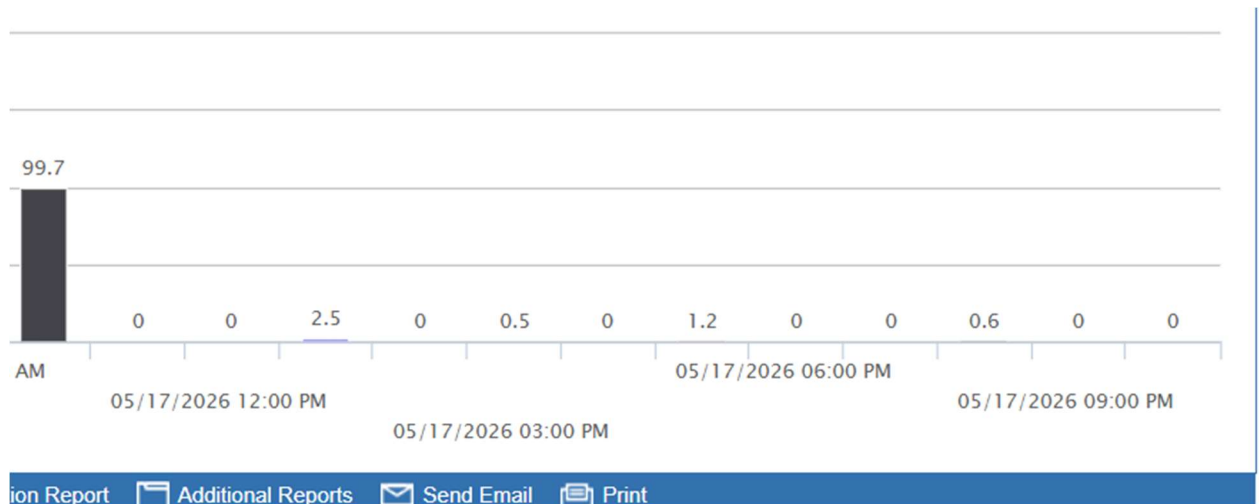 99.7
0 0 2.5 0 0.5 0 1.2 0 0 0.6 0 0
AM 05/17/2026 06:00 PM
05/17/2026 12:00 PM 05/17/2026 09:00 PM
05/17/2026 03:00 PM
ion Report Additional Reports Send Email Print